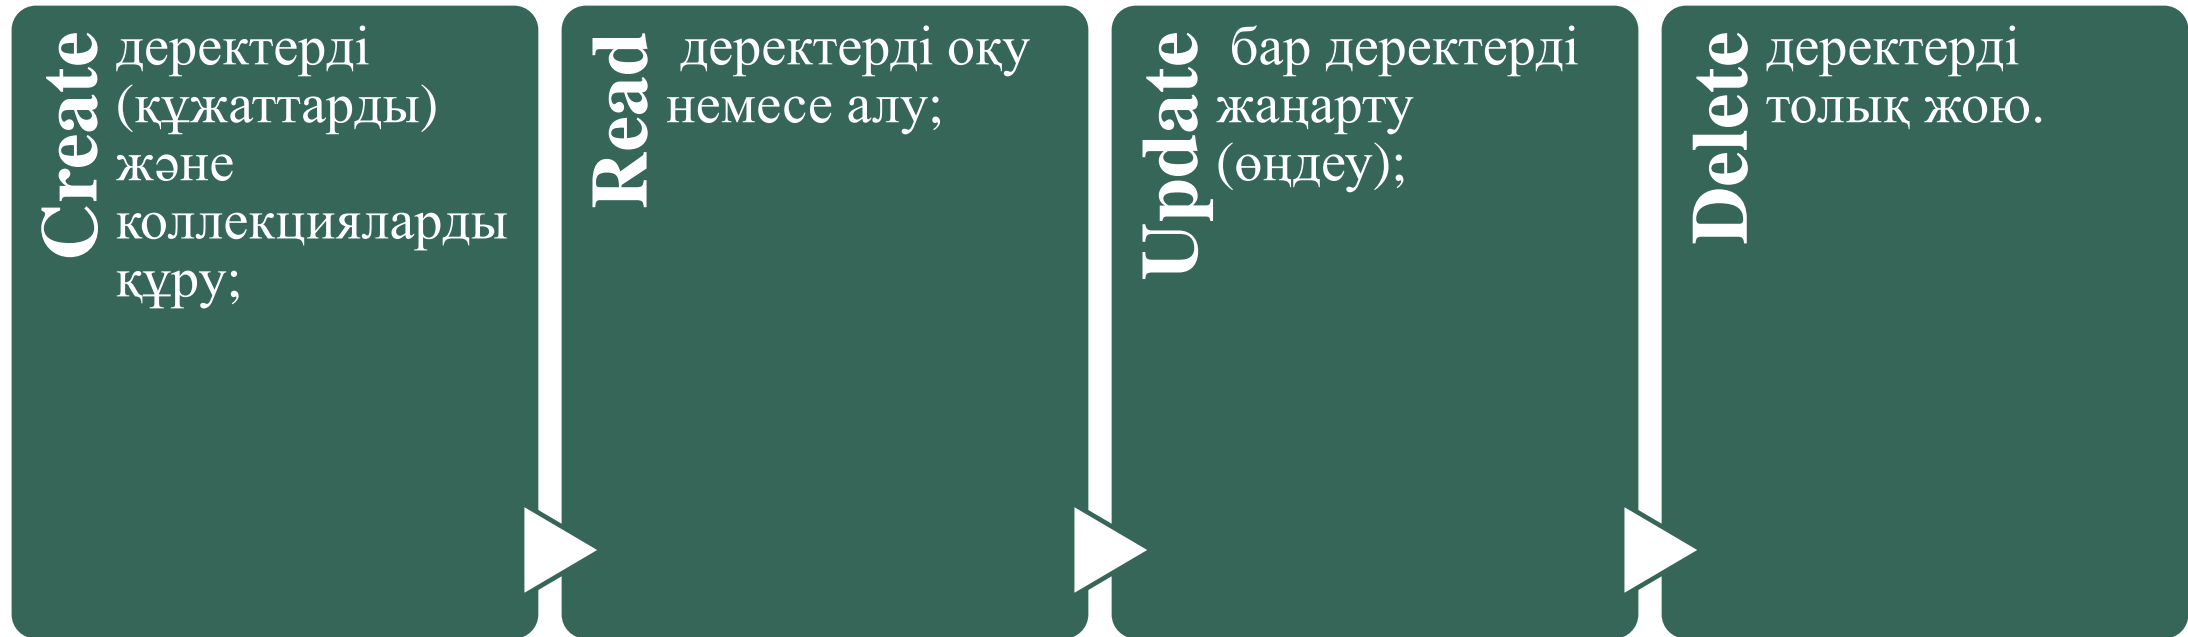 Create
деректерді
(құжаттарды)
және
коллекцияларды
құру;
Read
деректерді оқу
немесе алу;
Update
бар деректерді
жаңарту
(өңдеу);
Delete
деректерді
толық жою.